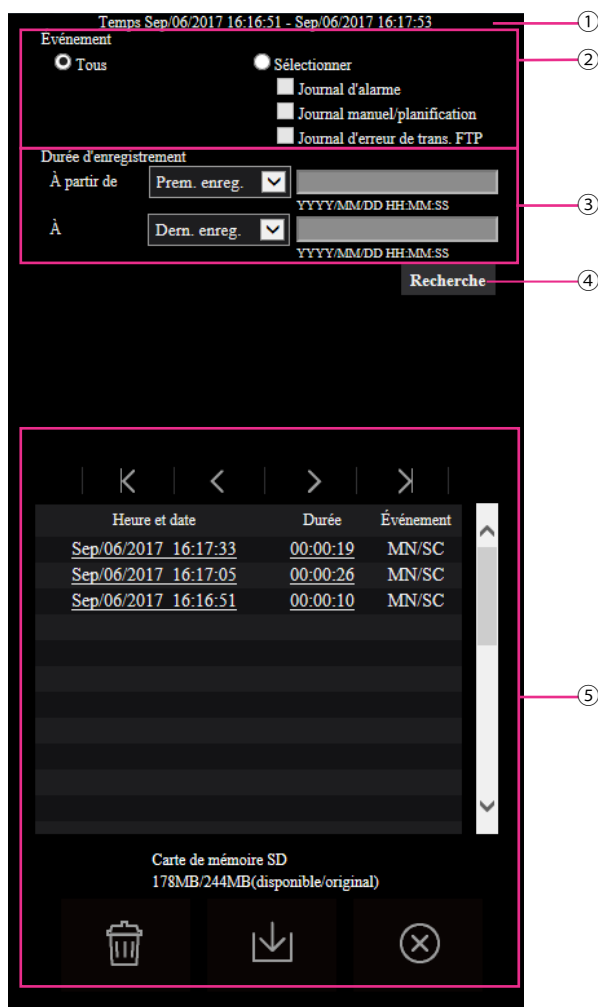 Temps Sep/06/2017 16:16:51 - Sep/06/2017 16:17:53 ①
Evénement ②
Tous Sélectionner
Journal d'alarme
Journal manuel/planification
Journal d'erreur de trans. FTP
Durée d'enregistrement
À partir de Prem. enreg.
YYYY/MM/DD HH:MM:SS ③
À Dern. enreg.
YYYY/MM/DD HH:MM:SS
Recherche ④
Heure et date Durée Événement
Sep/06/2017 16:17:33 00:00:19 MN/SC
Sep/06/2017 16:17:05 00:00:26 MN/SC
Sep/06/2017 16:16:51 00:00:10 MN/SC
⑤
Carte de mémoire SD
178MB/244MB(disponible/original)